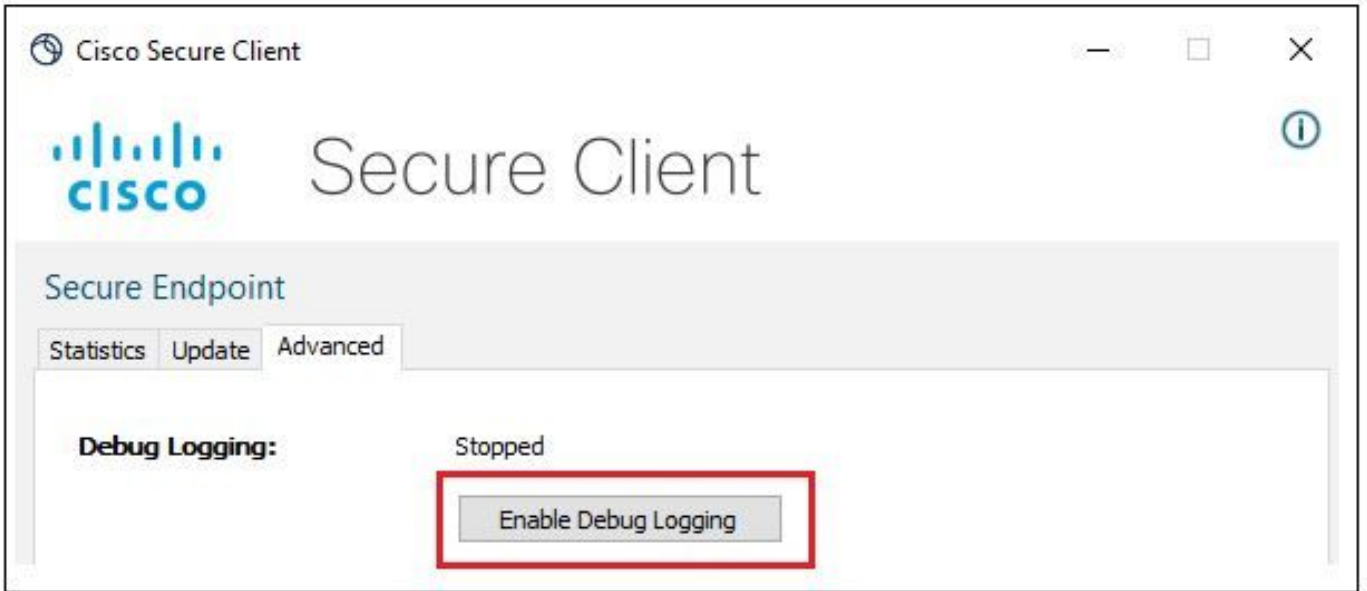 Cisco Secure Client
CISCO
Secure Client
Secure Endpoint
Statistics Update Advanced
Debug Logging: Stopped
Enable Debug Logging